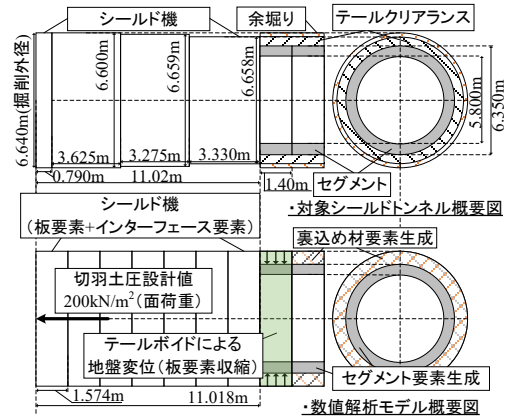 シールド機
余掘り
テールクリアランス
6.640m(掘削外径)
6.600m
6.659m
6.658m
5.800m
6.350m
3.625m
3.275m
3.330m
0.790m
11.02m
1.40m
セグメント
・対象シールドトンネル概要図
シールド機
(板要素+インターフェース要素)
裏込め材要素生成
切羽土圧設計値
200kN/m²(面荷重)
テールボイドによる
地盤変位(板要素収縮)
セグメント要素生成
1.574m
11.018m
・数値解析モデル概要図